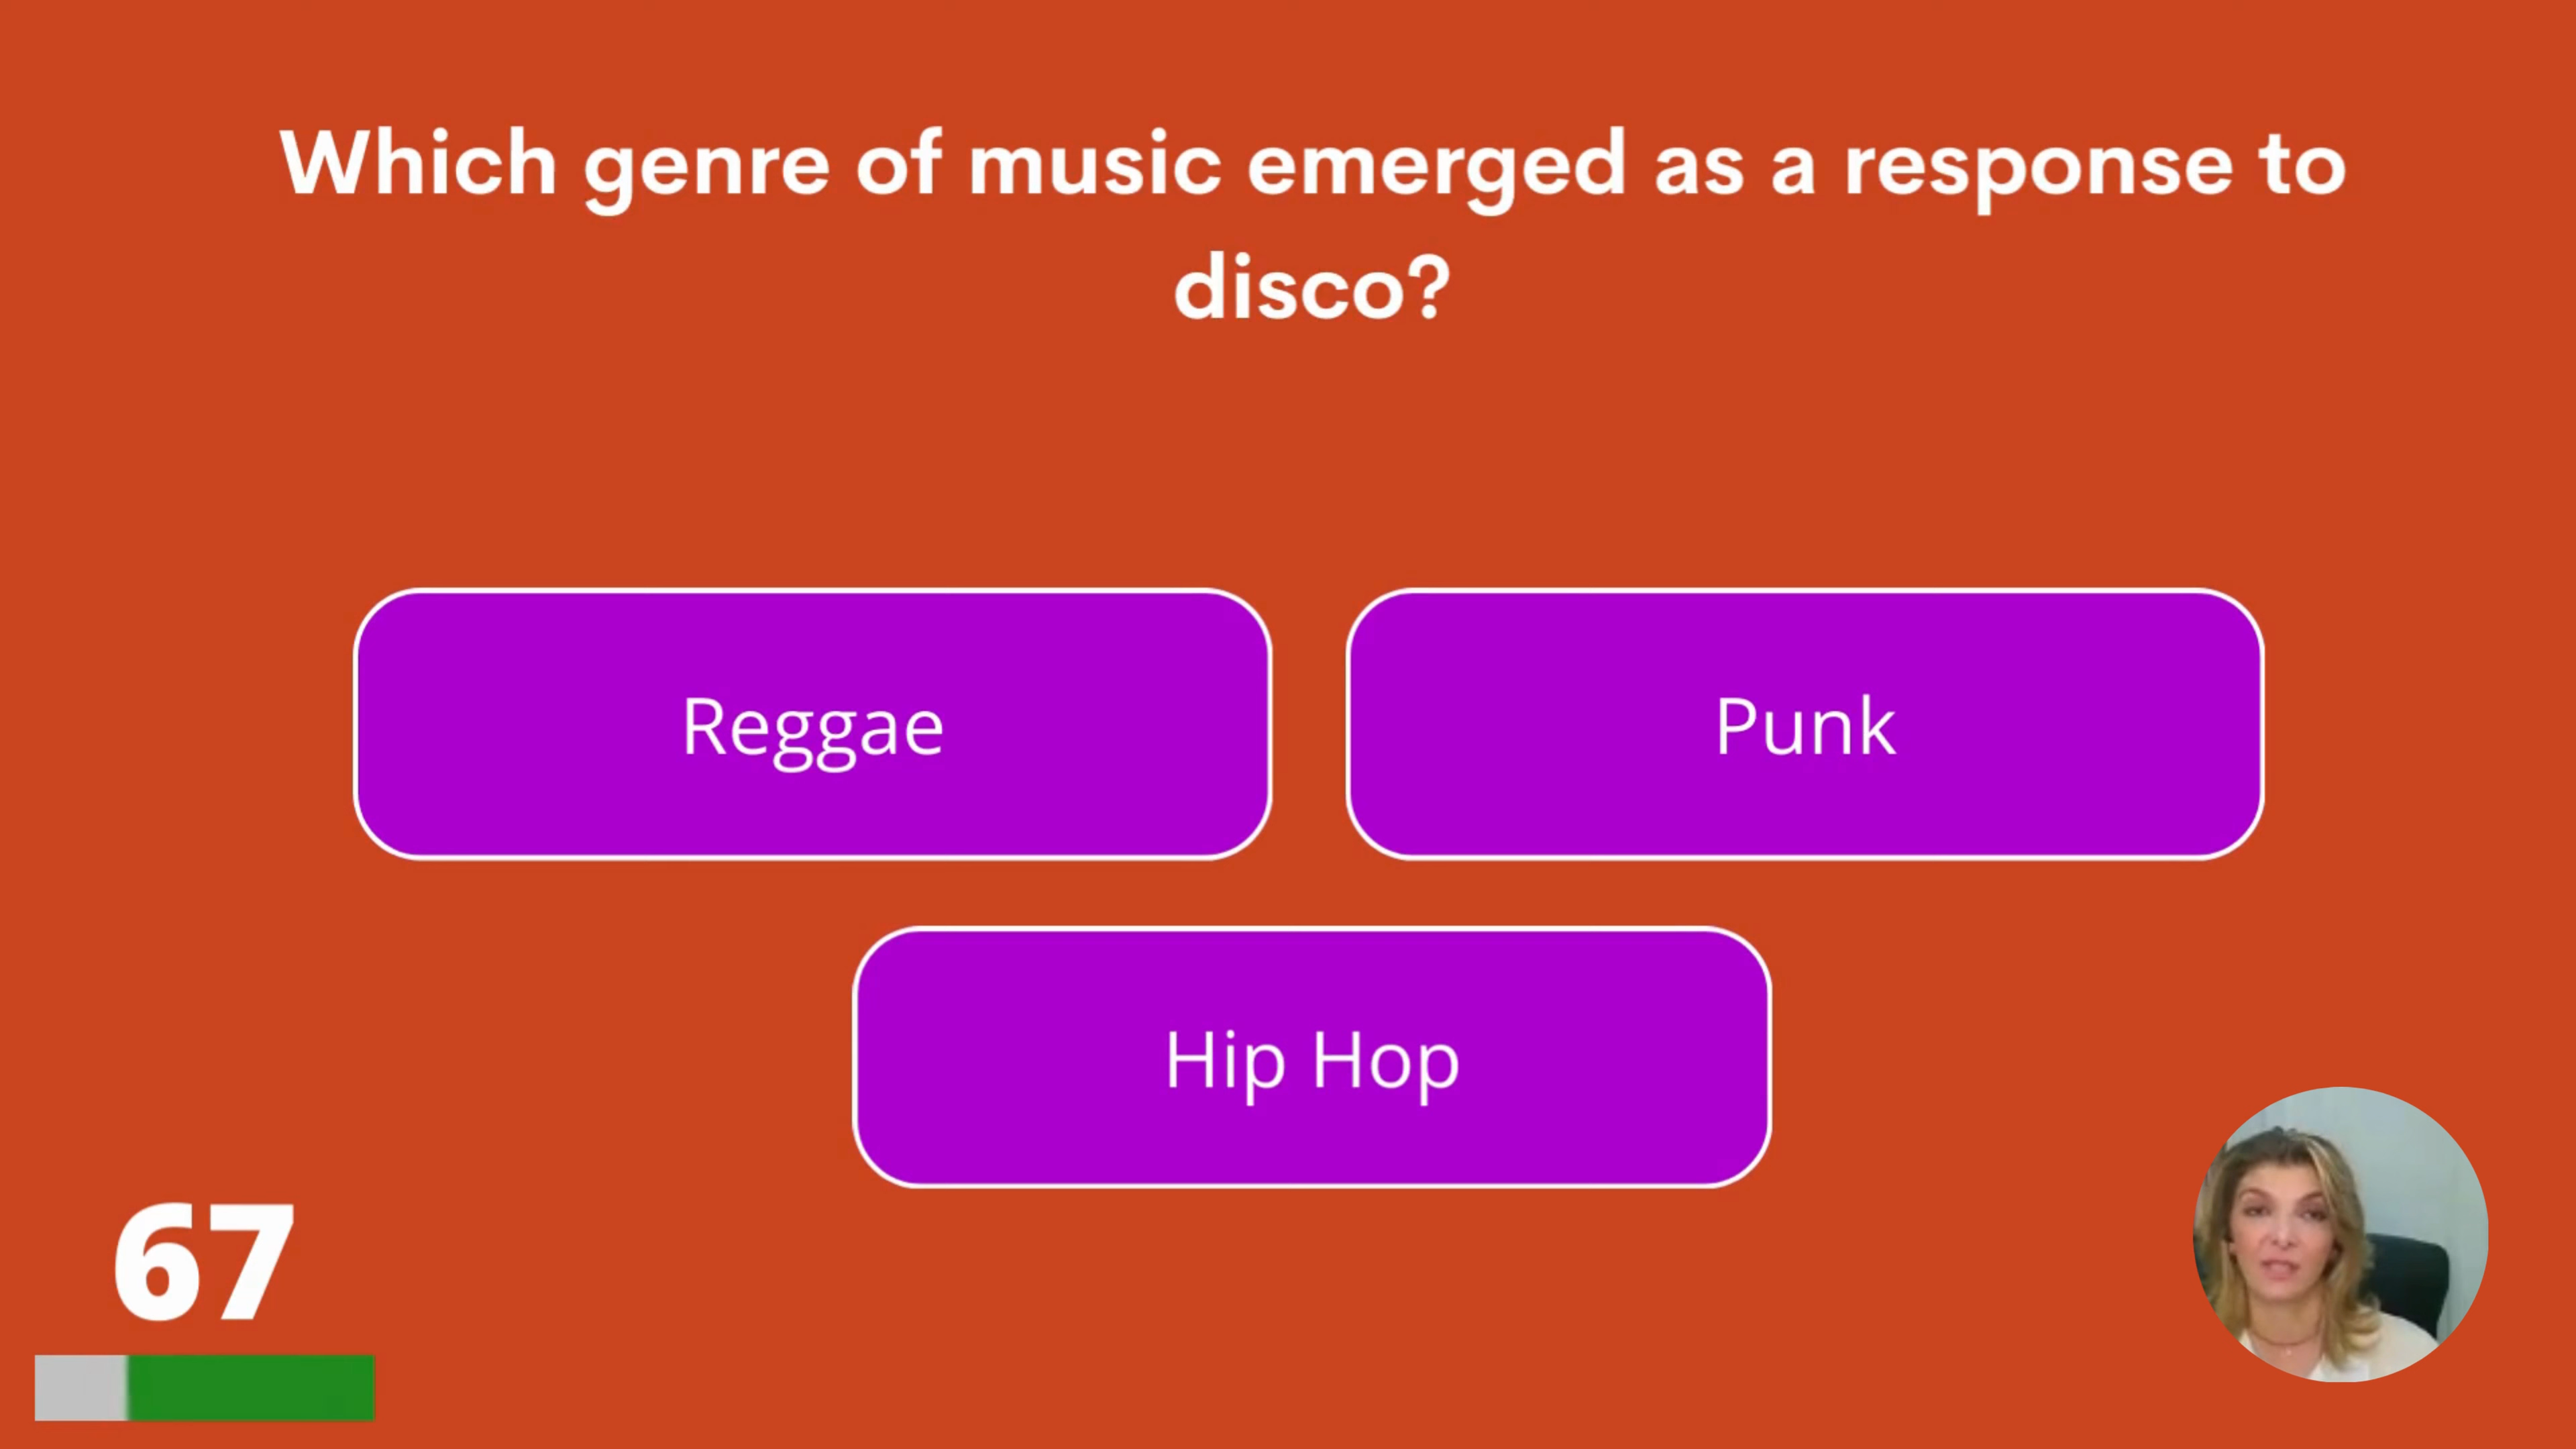 Which genre of music emerged as a response to
disco?
Reggae
Punk
Hip Hop
67